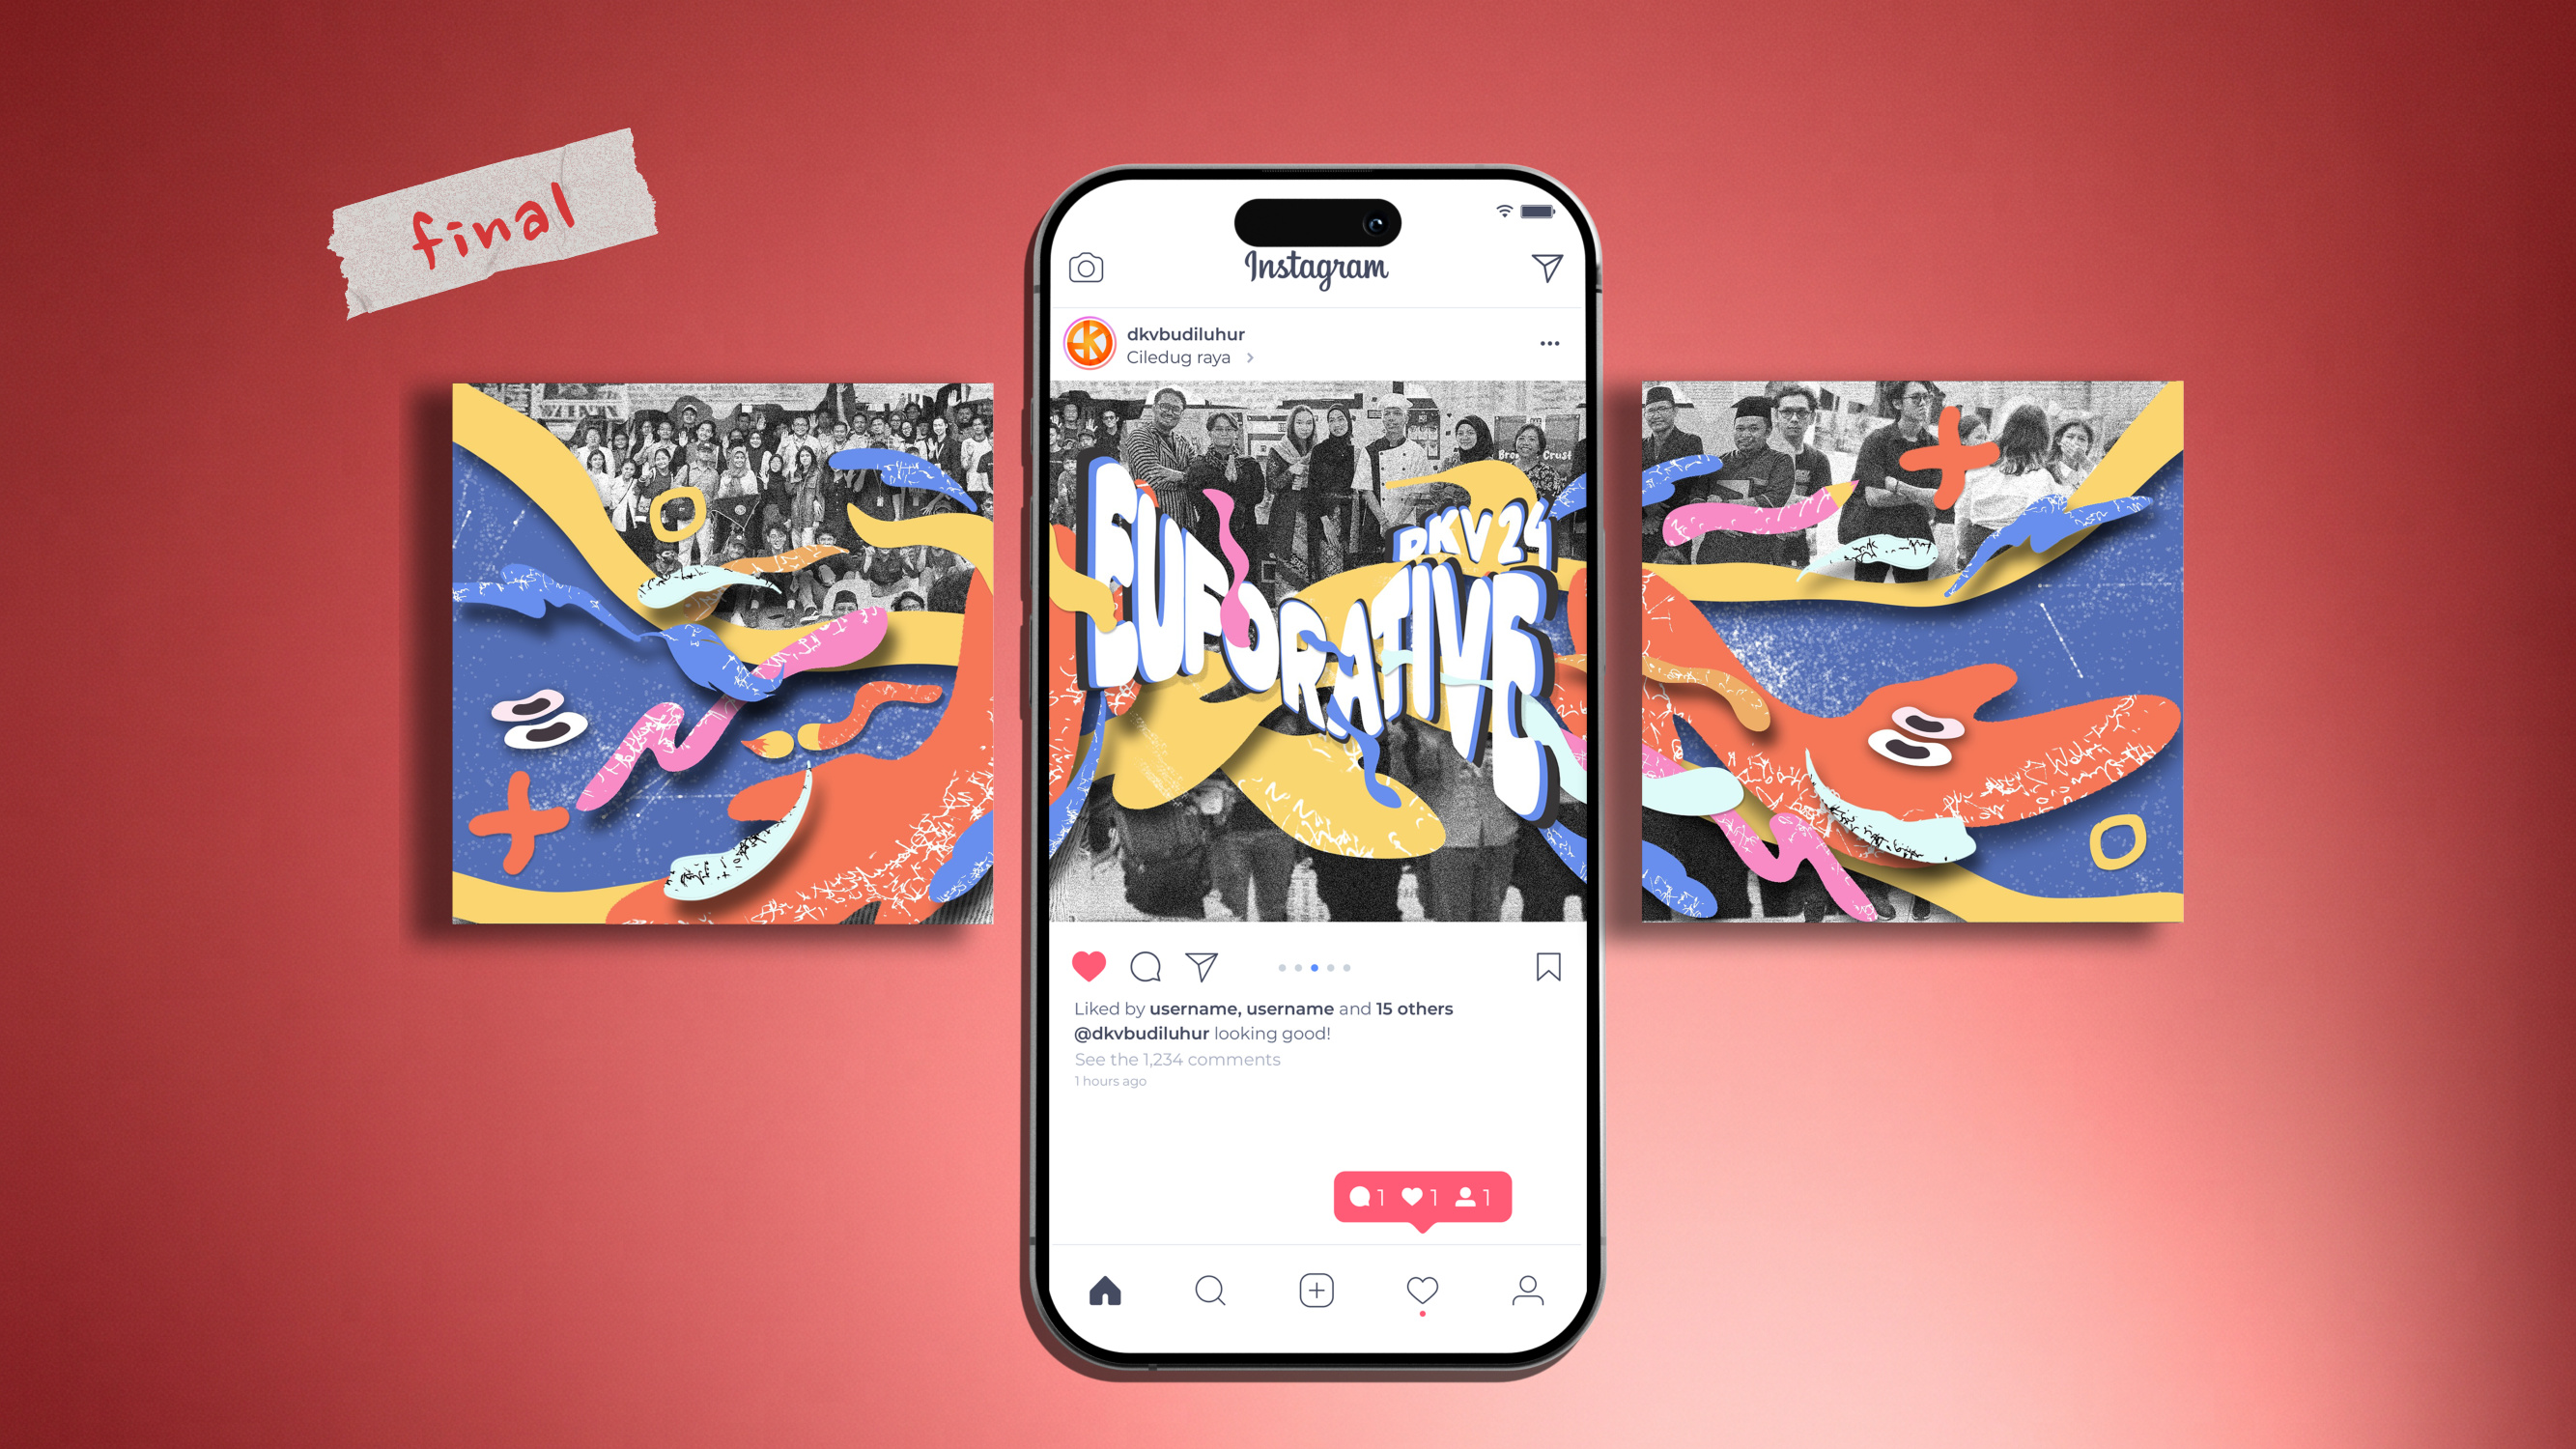 final
Instagram
dkvbudiluhur
Ciledug raya
DKV 24
EUFORATIVE
Liked by username, username and 15 others
@dkvbudiluhur looking good!
See the 1,234 comments
1 hours ago
1 1 1